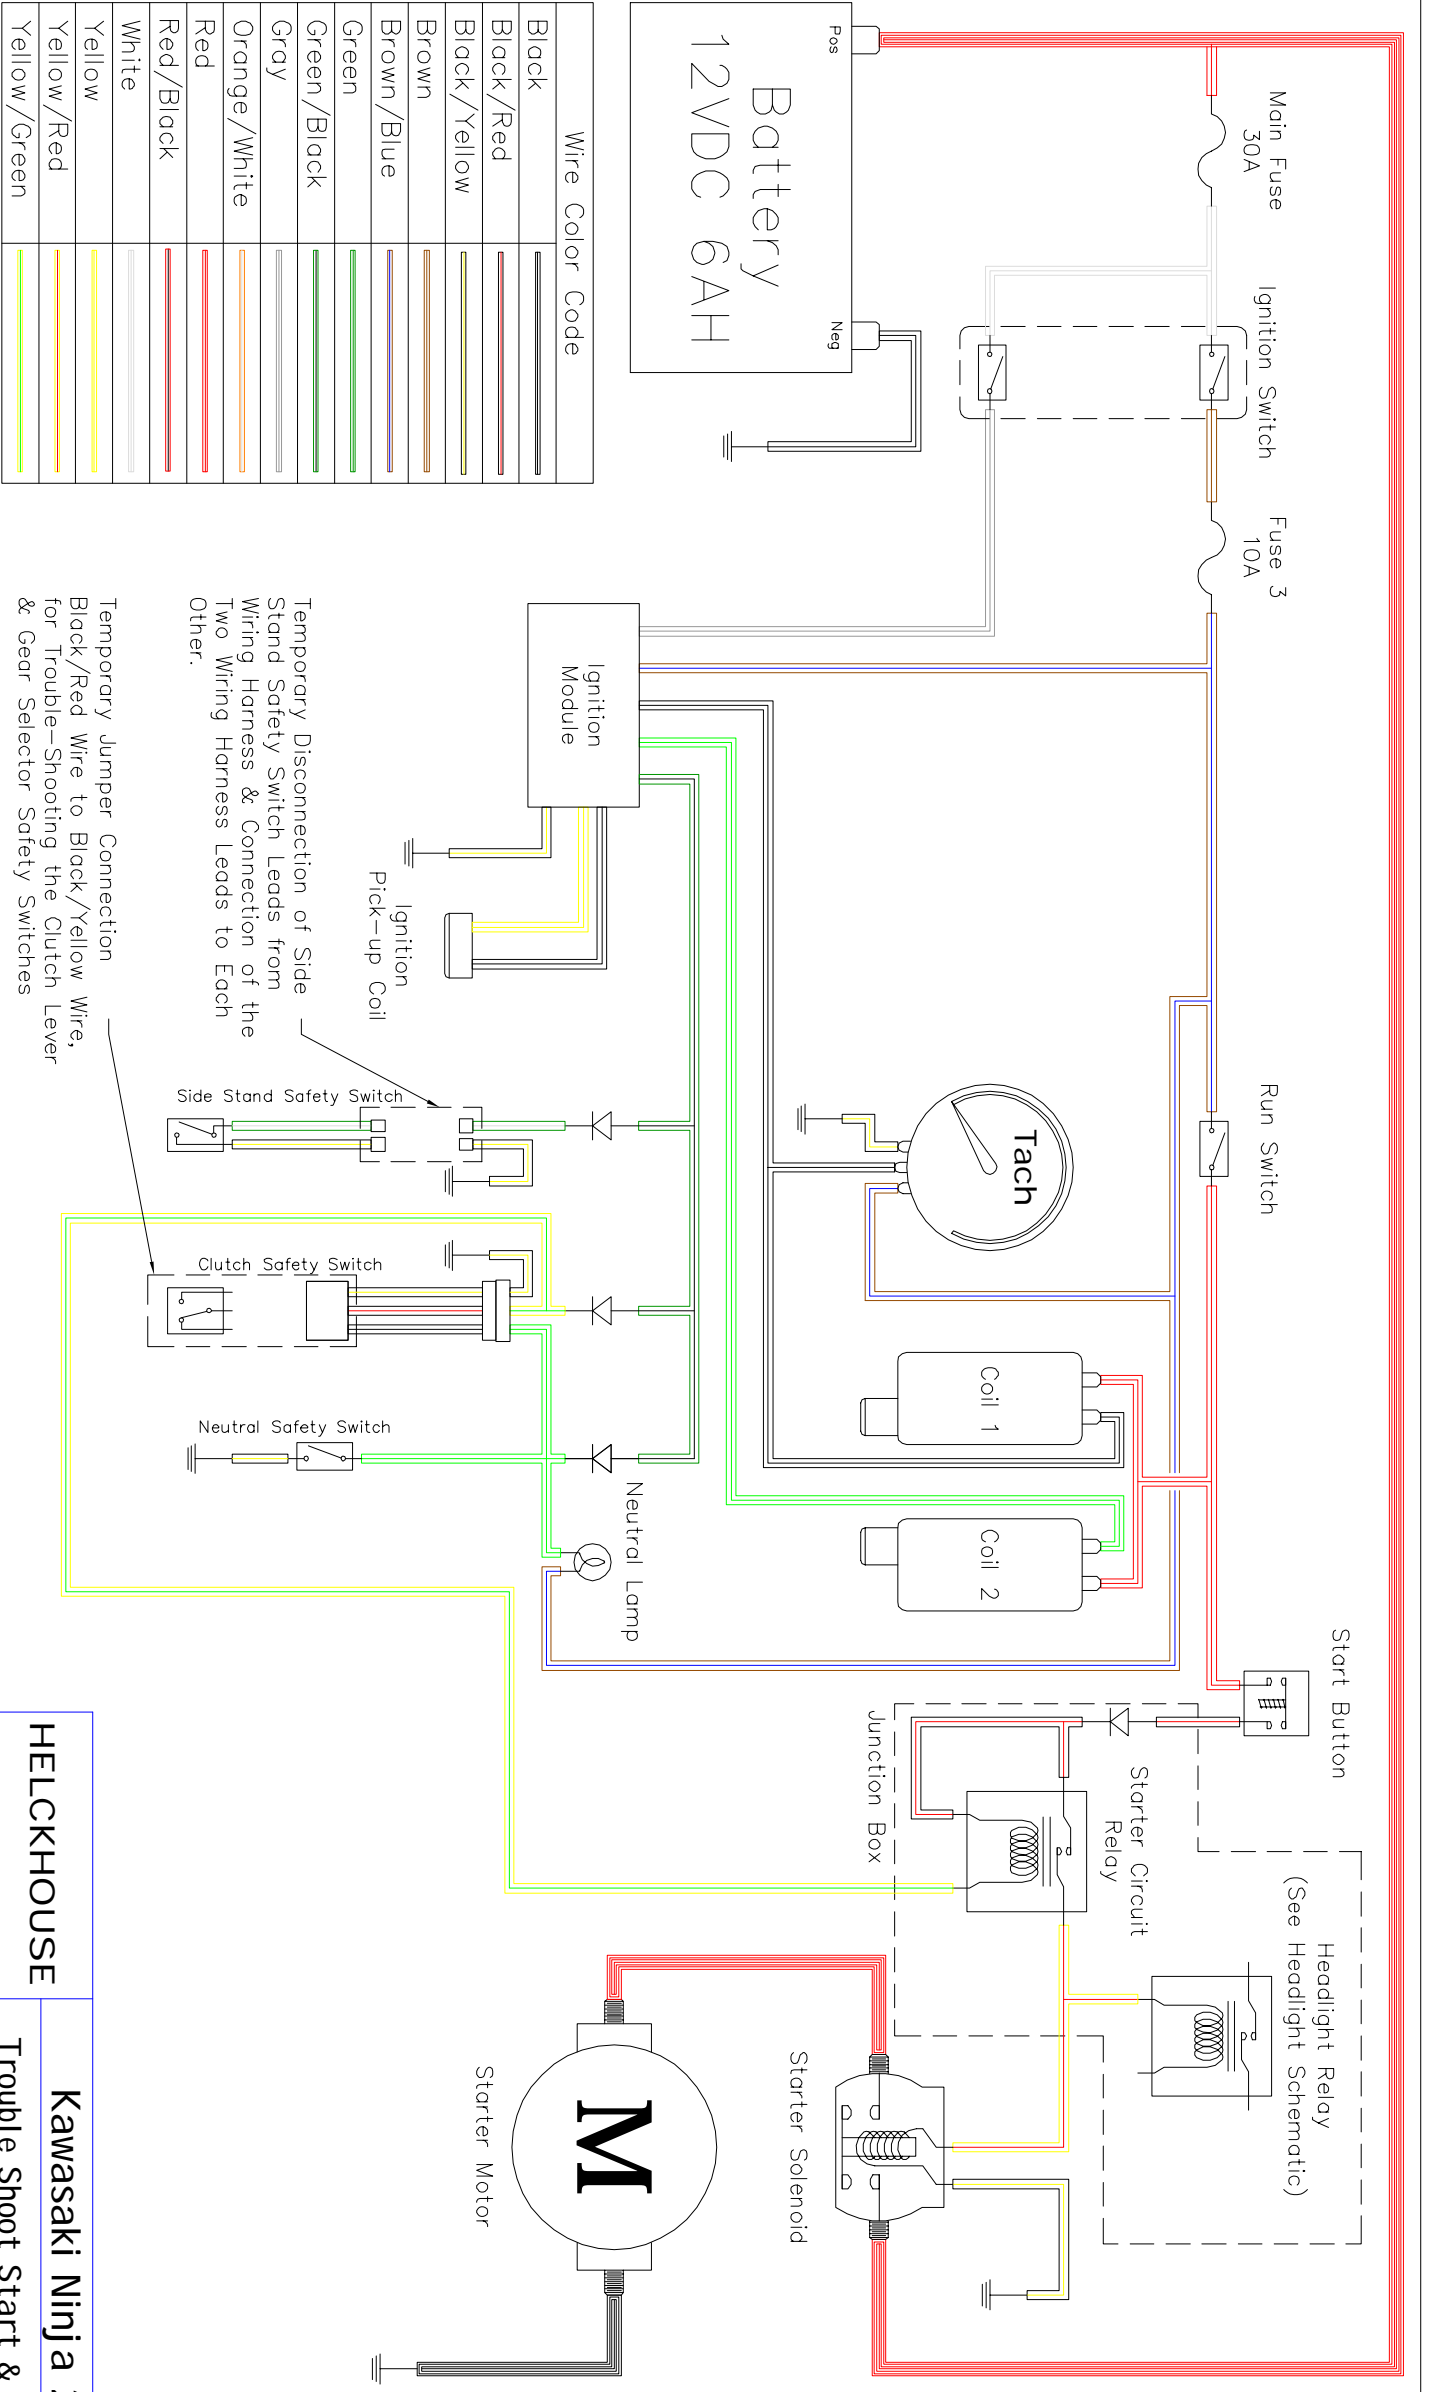 Main Fuse
30A
Ignition Switch
Fuse 3
10A
Run Switch
Start Button
Headlight Relay
(See Headlight Schematic)
Starter Circuit
Relay
Junction Box
Pos
Neg
Battery
12VDC 6AH
Tach
Coil 1
Coil 2
Starter Solenoid
Ignition
Module
Neutral Lamp
M
Starter Motor
Ignition
Pick-up Coil
Wire Color Code
Black
Black/Red
Black/Yellow
Brown
Brown/Blue
Green
Green/Black
Gray
Orange/White
Red
Red/Black
White
Yellow
Yellow/Red
Yellow/Green
Temporary Disconnection of Side
Stand Safety Switch Leads from
Wiring Harness & Connection of the
Two Wiring Harness Leads to Each
Other.
Temporary Jumper Connection
Black/Red Wire to Black/Yellow Wire,
for Trouble-Shooting the Clutch Lever
& Gear Selector Safety Switches
Side Stand Safety Switch
Clutch Safety Switch
Neutral Safety Switch
HELCKHOUSE
Kawasaki Ninja
Trouble Shoot Start &